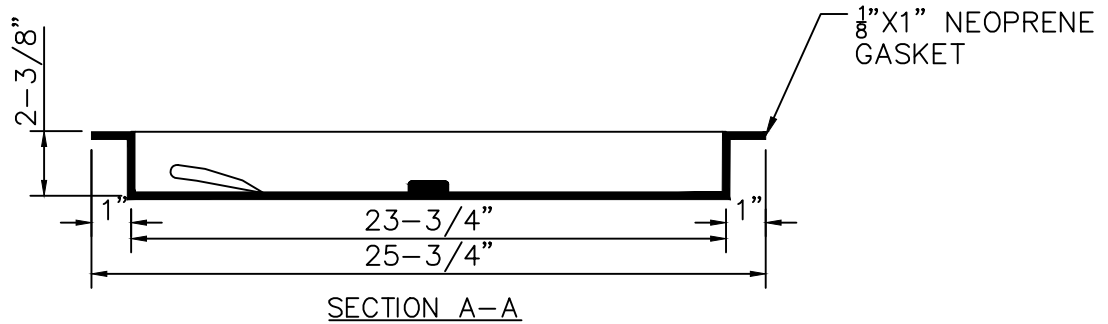 ⅛”X1” NEOPRENE
GASKET
2-3/8”
1”
23-3/4”
1”
25-3/4”
SECTION A-A